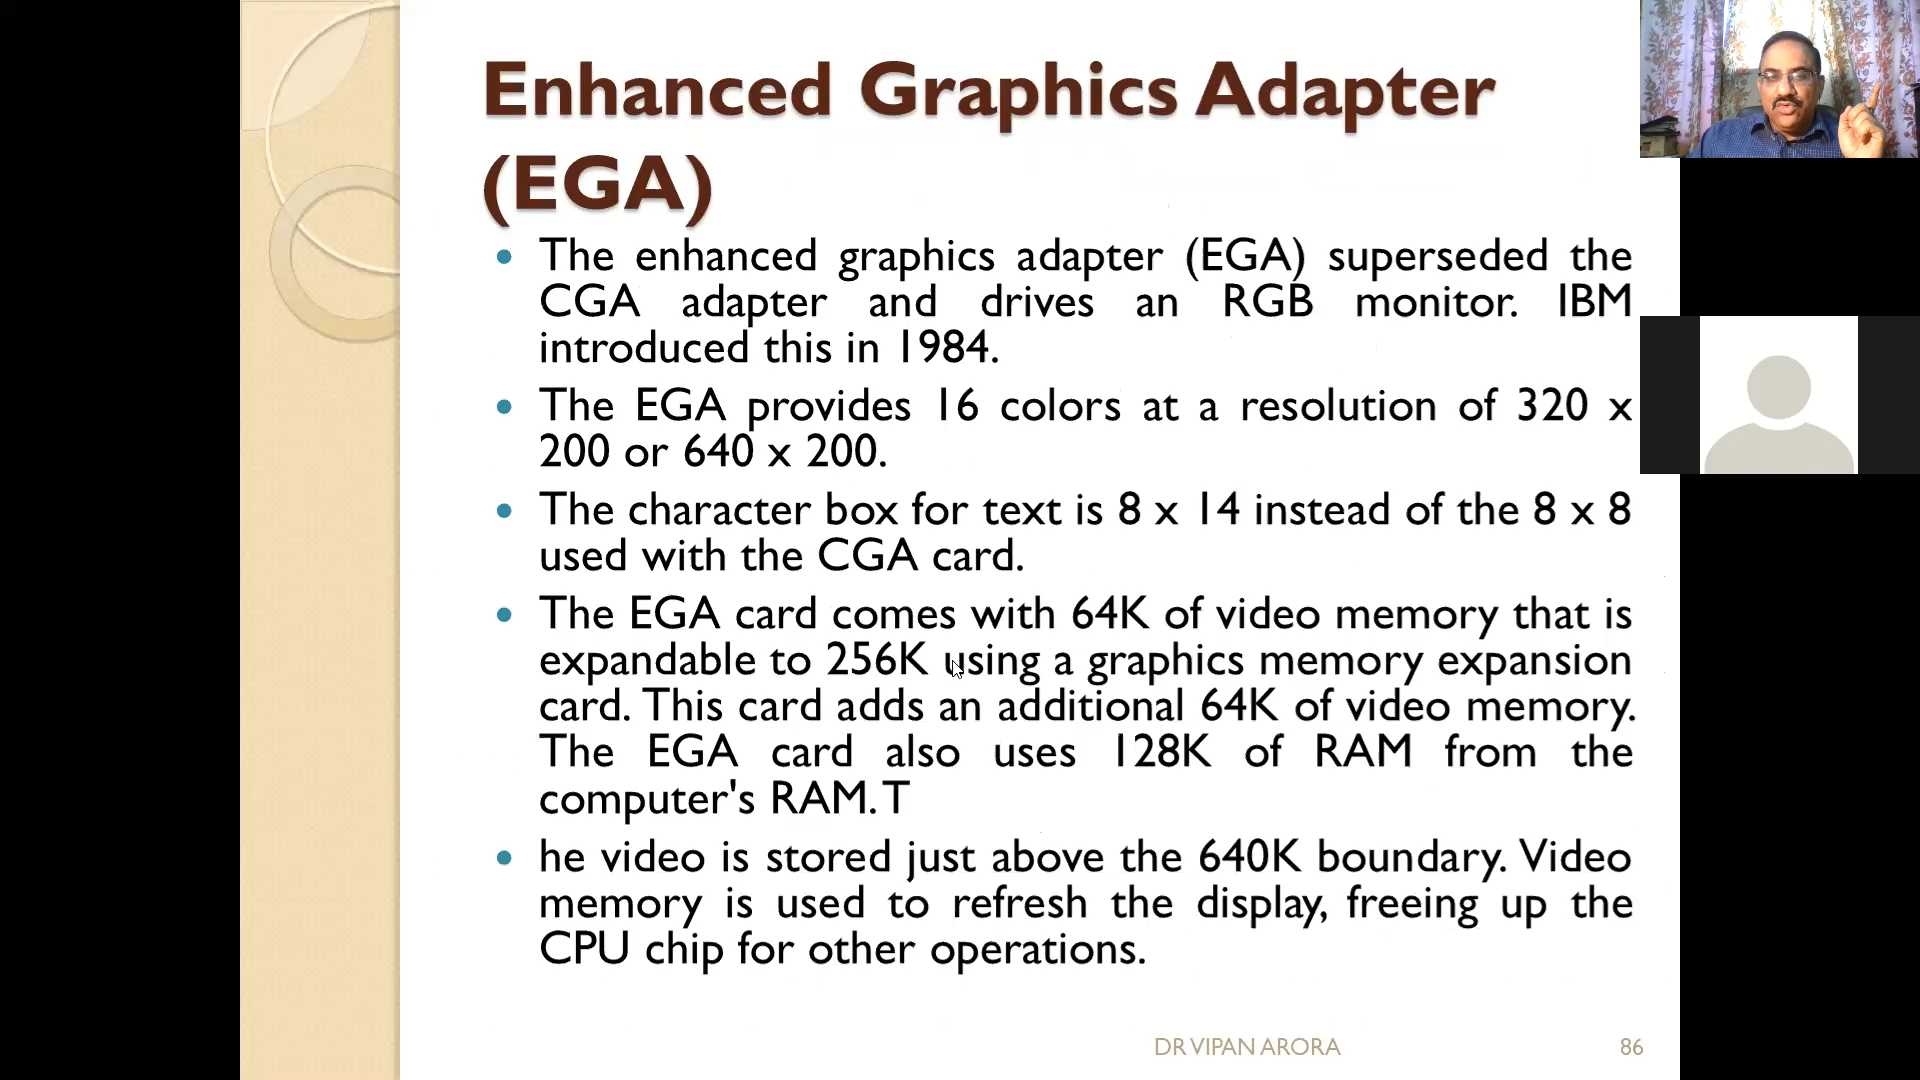 Enhanced Graphics Adapter
(EGA)
The enhanced graphics adapter (EGA) superseded the
CGA adapter and drives an RGB monitor. IBM
introduced this in 1984.
The EGA provides 16 colors at a resolution of 320 x
200 or 640 x 200.
The character box for text is 8 x 14 instead of the 8 x 8
used with the CGA card.
The EGA card comes with 64K of video memory that is
expandable to 256K using a graphics memory expansion
card. This card adds an additional 64K of video memory.
The EGA card also uses 128K of RAM from the
computer's RAM. T
he video is stored just above the 640K boundary. Video
memory is used to refresh the display, freeing up the
CPU chip for other operations.
DR VIPAN ARORA
86